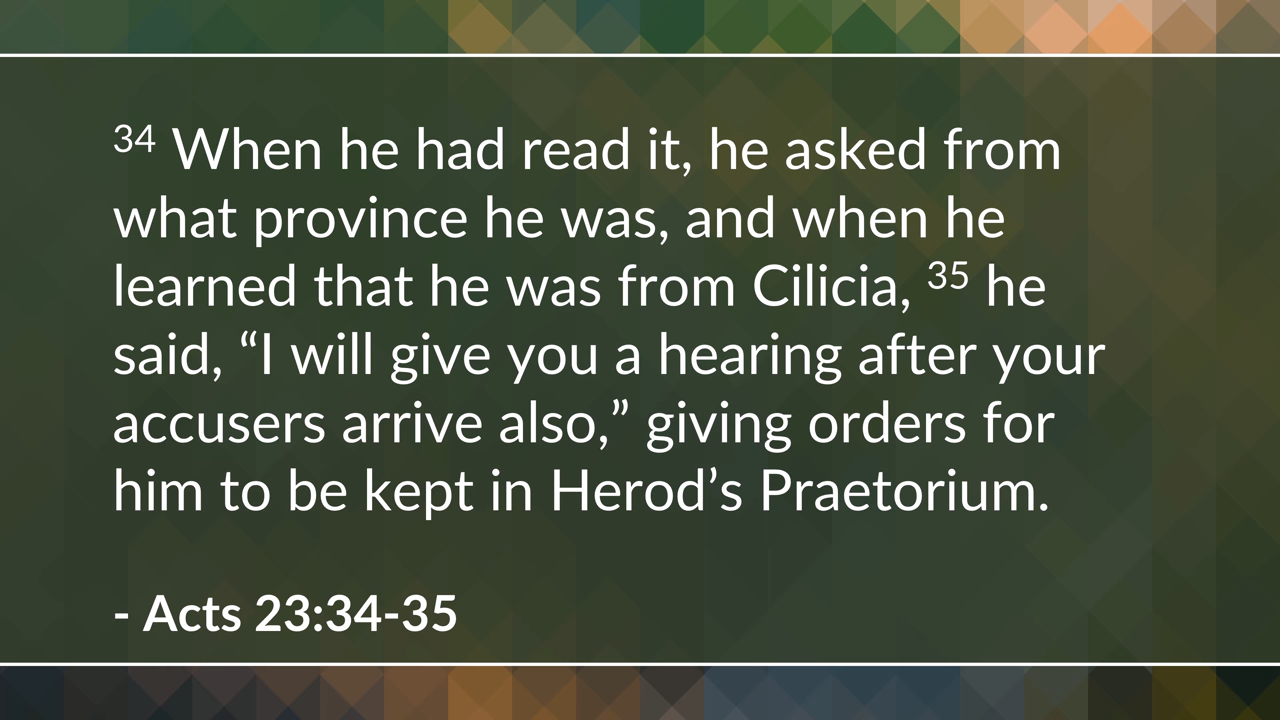 34 When he had read it, he asked from
what province he was, and when he
learned that he was from Cilicia, 35 he
said, “I will give you a hearing after your
accusers arrive also,” giving orders for
him to be kept in Herod’s Praetorium.
- Acts 23:34-35